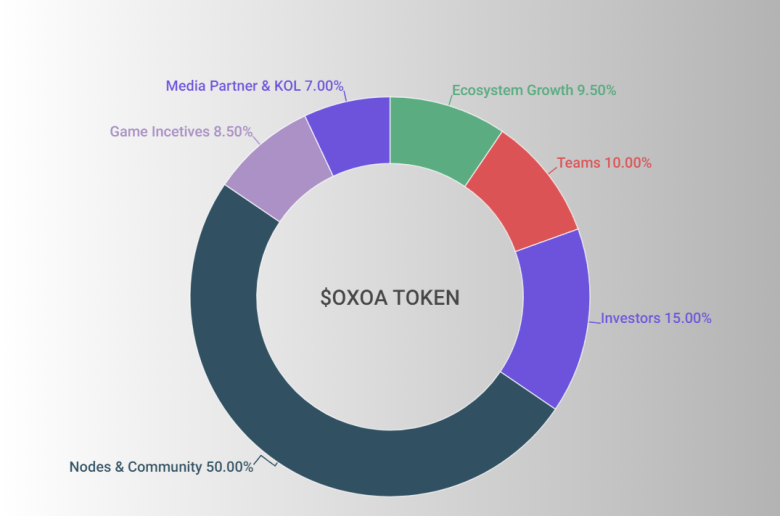 Media Partner & KOL 7.00%
Ecosystem Growth 9.50%
Game Incetives 8.50%
Teams 10.00%
$OXOA TOKEN
Investors 15.00%
Nodes & Community 50.00%